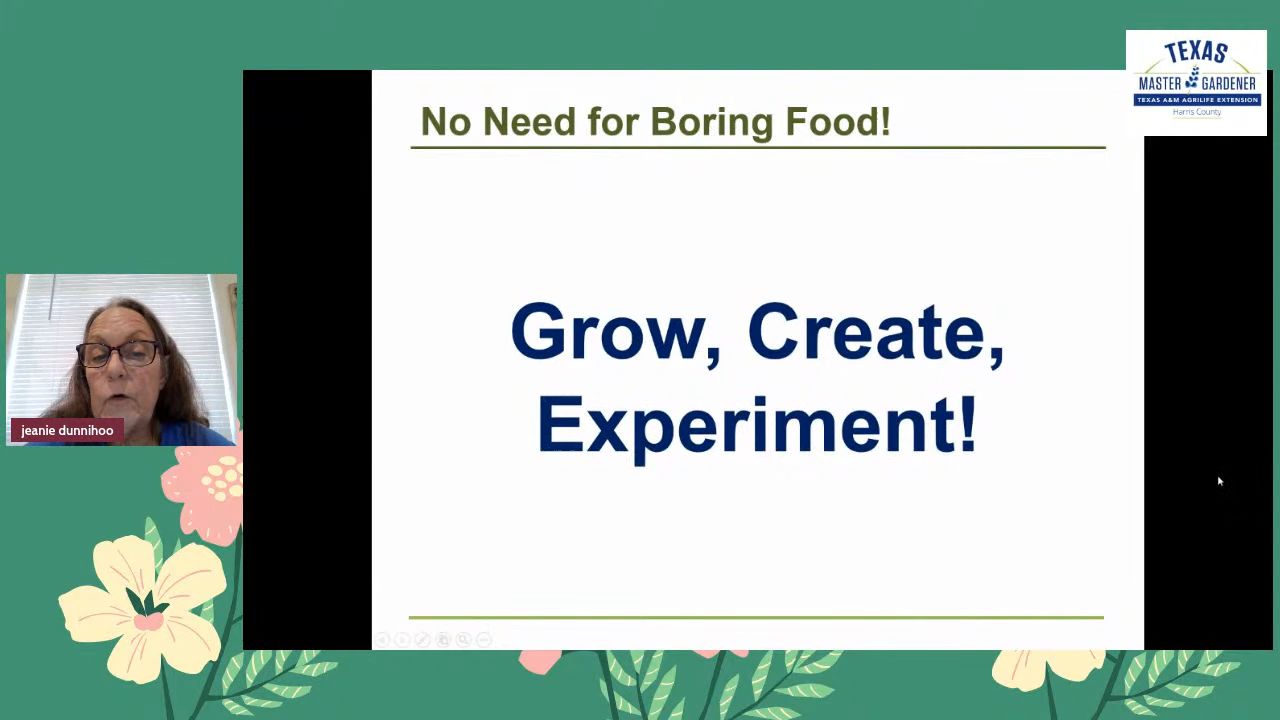 TEXAS
MASTER GARDENER
TEXAS A&M AGRILIFE EXTENSION
Harris County
No Need for Boring Food!
Grow, Create,
Experiment!
jeanie dunnihoo